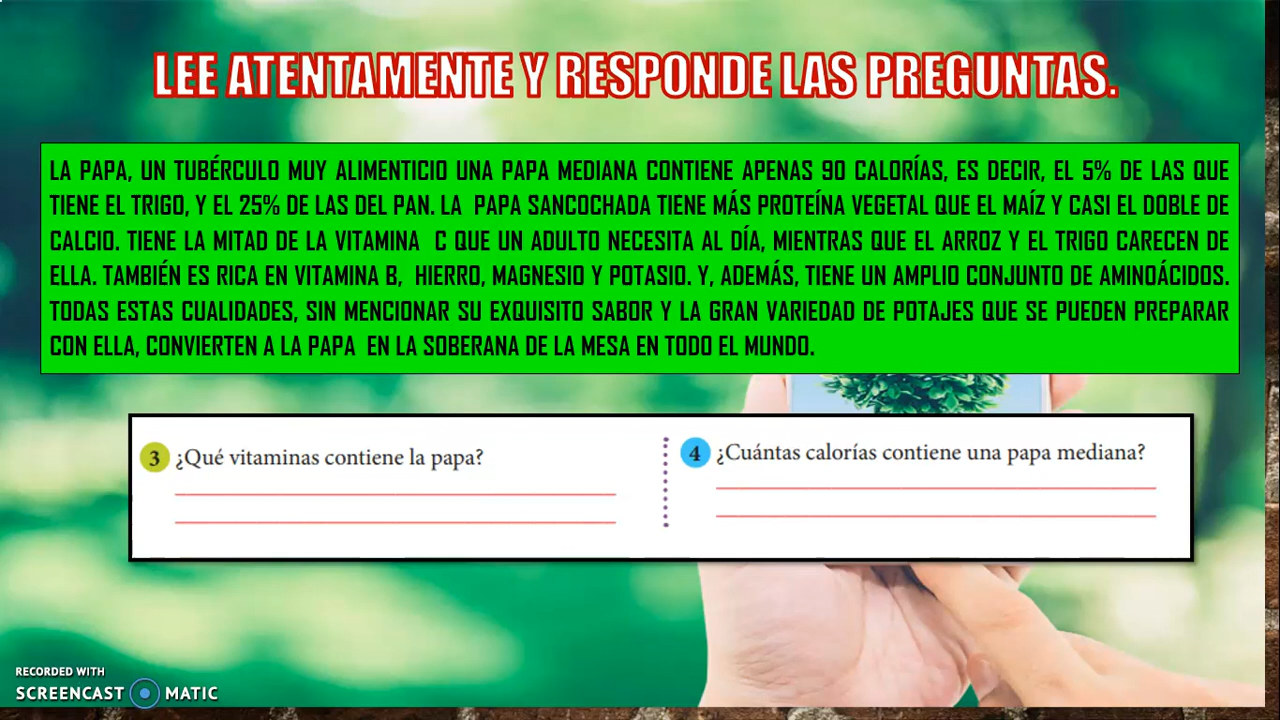 LEE ATENTAMENTE Y RESPONDE LAS PREGUNTAS.
LA PAPA, UN TUBÉRCULO MUY ALIMENTICIO UNA PAPA MEDIANA CONTIENE APENAS 90 CALORÍAS, ES DECIR, EL 5% DE LAS QUE
TIENE EL TRIGO, Y EL 25% DE LAS DEL PAN. LA PAPA SANCOCHADA TIENE MÁS PROTEÍNA VEGETAL QUE EL MAÍZ Y CASI EL DOBLE DE
CALCIO. TIENE LA MITAD DE LA VITAMINA C QUE UN ADULTO NECESITA AL DÍA, MIENTRAS QUE EL ARROZ Y EL TRIGO CARECEN DE
ELLA. TAMBIÉN ES RICA EN VITAMINA B, HIERRO, MAGNESIO Y POTASIO. Y, ADEMÁS, TIENE UN AMPLIO CONJUNTO DE AMINOÁCIDOS.
TODAS ESTAS CUALIDADES, SIN MENCIONAR SU EXQUISITO SABOR Y LA GRAN VARIEDAD DE POTAJES QUE SE PUEDEN PREPARAR
CON ELLA, CONVIERTEN A LA PAPA EN LA SOBERANA DE LA MESA EN TODO EL MUNDO.
3 ¿Qué vitaminas contiene la papa?
4 ¿Cuántas calorías contiene una papa mediana?
RECORDED WITH
SCREENCAST MATIC